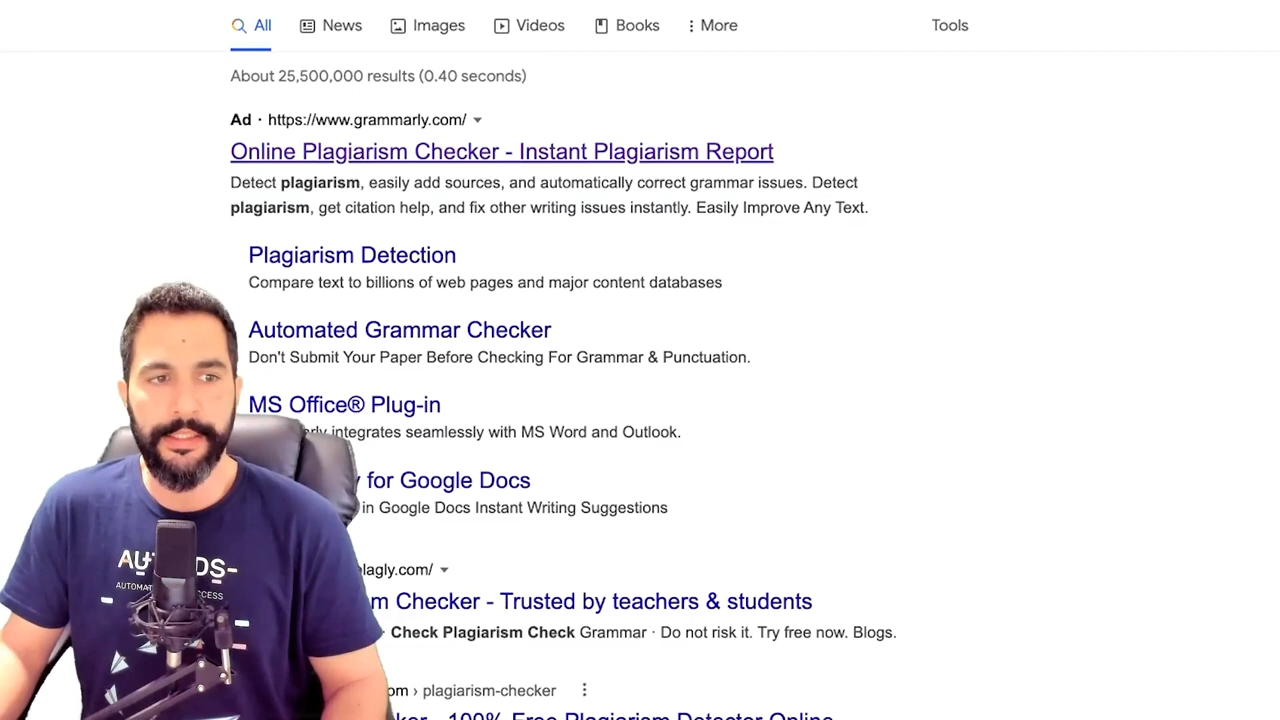 All News Images Videos Books More Tools
About 25,500,000 results (0.40 seconds)
Ad · https://www.grammarly.com/
Online Plagiarism Checker - Instant Plagiarism Report
Detect plagiarism, easily add sources, and automatically correct grammar issues. Detect
plagiarism, get citation help, and fix other writing issues instantly. Easily Improve Any Text.
Plagiarism Detection
Compare text to billions of web pages and major content databases
Automated Grammar Checker
Don't Submit Your Paper Before Checking For Grammar & Punctuation.
MS Office® Plug-in
integrates seamlessly with MS Word and Outlook.
for Google Docs
in Google Docs Instant Writing Suggestions
lagly.com/
m Checker - Trusted by teachers & students
Check Plagiarism Check Grammar · Do not risk it. Try free now. Blogs.
om › plagiarism-checker
- 100% Free Plagiarism Detector Online